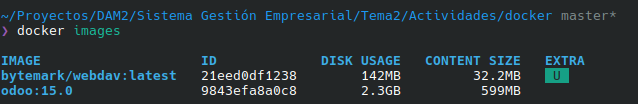 ~/Proyectos/DAM2/Sistema Gestión Empresarial/Tema2/Actividades/docker master*
❯ docker images
IMAGE ID DISK USAGE CONTENT SIZE EXTRA
bytemark/webdav:latest 21eed0df1238 142MB 32.2MB U
odoo:15.0 9843efa8a0c8 2.3GB 599MB